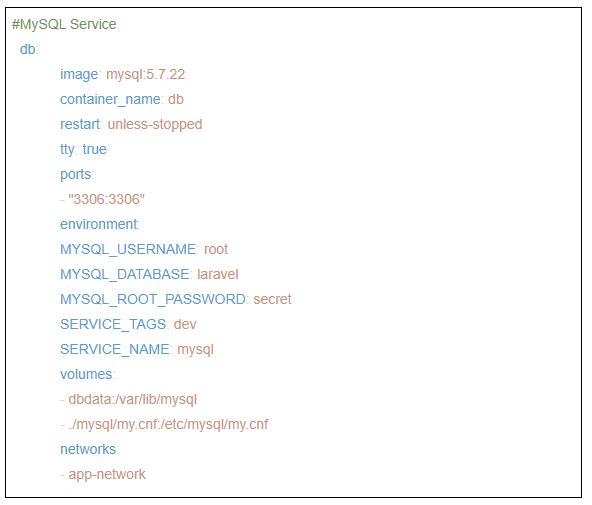 #MySQL Service
db:
image: mysql:5.7.22
container_name: db
restart: unless-stopped
tty: true
ports:
- "3306:3306"
environment:
MYSQL_USERNAME: root
MYSQL_DATABASE: laravel
MYSQL_ROOT_PASSWORD: secret
SERVICE_TAGS: dev
SERVICE_NAME: mysql
volumes:
- dbdata:/var/lib/mysql
- ./mysql/my.cnf:/etc/mysql/my.cnf
networks:
- app-network